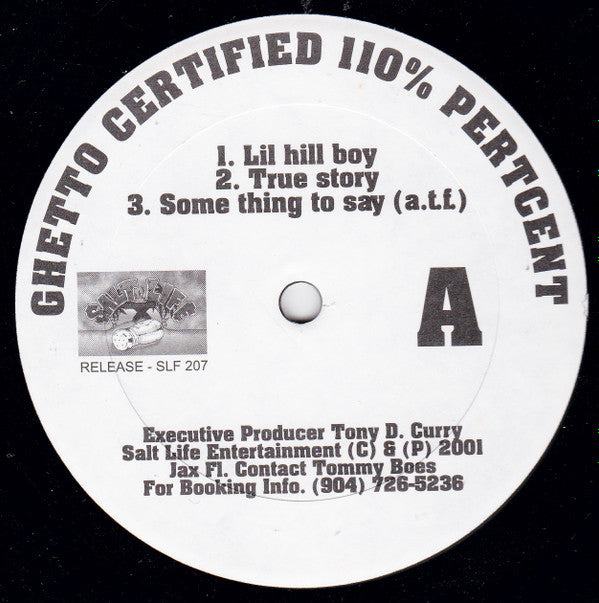 GHETTO CERTIFIED 110% PERTCENT
1. Lil hill boy
2. True story
3. Some thing to say (a.t.f.)
SALT LIFE
RELEASE - SLF 207
A
Executive Producer Tony D. Curry
Salt Life Entertainment (C) & (P) 2001
Jax Fl. Contact Tommy Boes
For Booking Info. (904) 726-5236